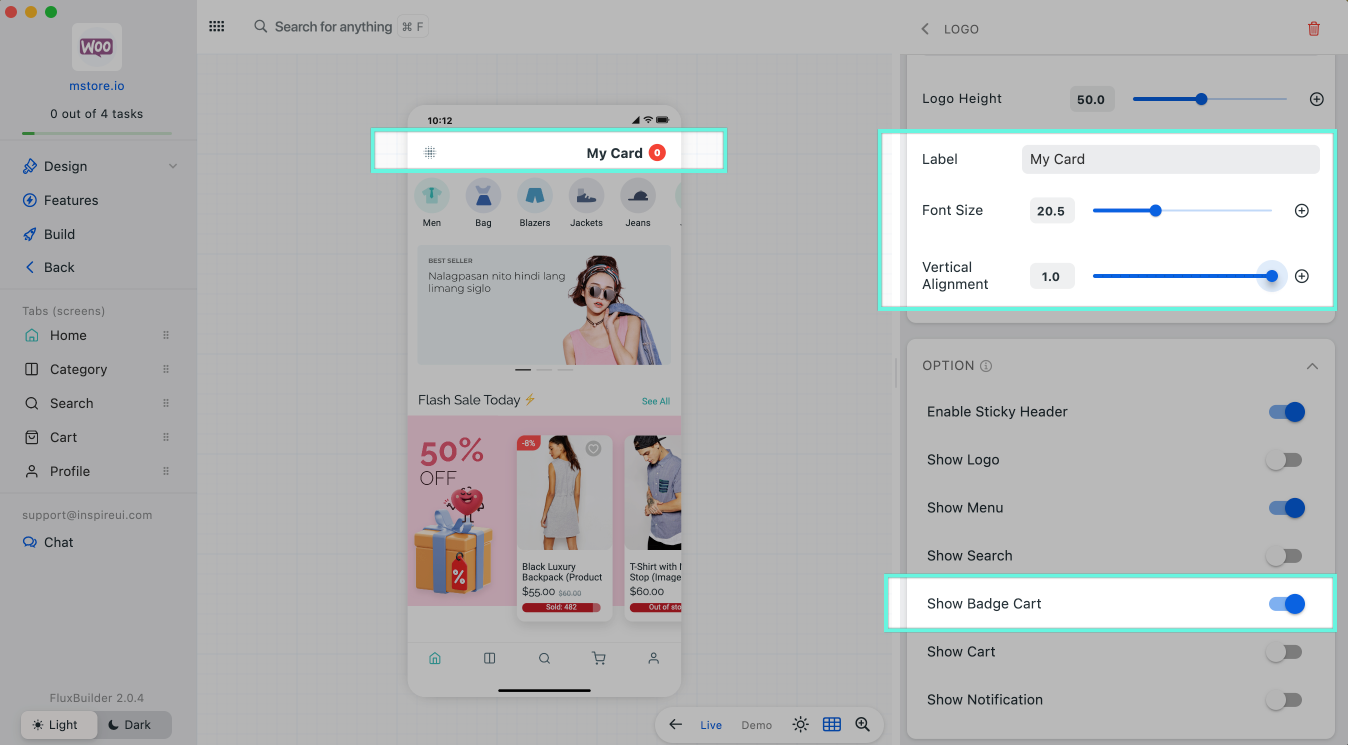 WOO
mstore.io
0 out of 4 tasks
Design
Features
Build
Back
Tabs (screens)
Home
Category
Search
Cart
Profile
support@inspireui.com
Chat
FluxBuilder 2.0.4
Light
Dark
Search for anything
⌘ F
10:12
My Card
0
Men
Bag
Blazers
Jackets
Jeans
BEST SELLER
Nalagpasan nito hindi lang
limang siglo
Flash Sale Today ⚡
See All
50%
OFF
%
-8%
Black Luxury
Backpack (Product
$55.00 $60.00
Sold: 482
T-Shirt with
Stop (Image
$60.00
Out of sto
Live
Demo
LOGO
Logo Height
50.0
Label
My Card
Font Size
20.5
Vertical
Alignment
1.0
OPTION
Enable Sticky Header
Show Logo
Show Menu
Show Search
Show Badge Cart
Show Cart
Show Notification